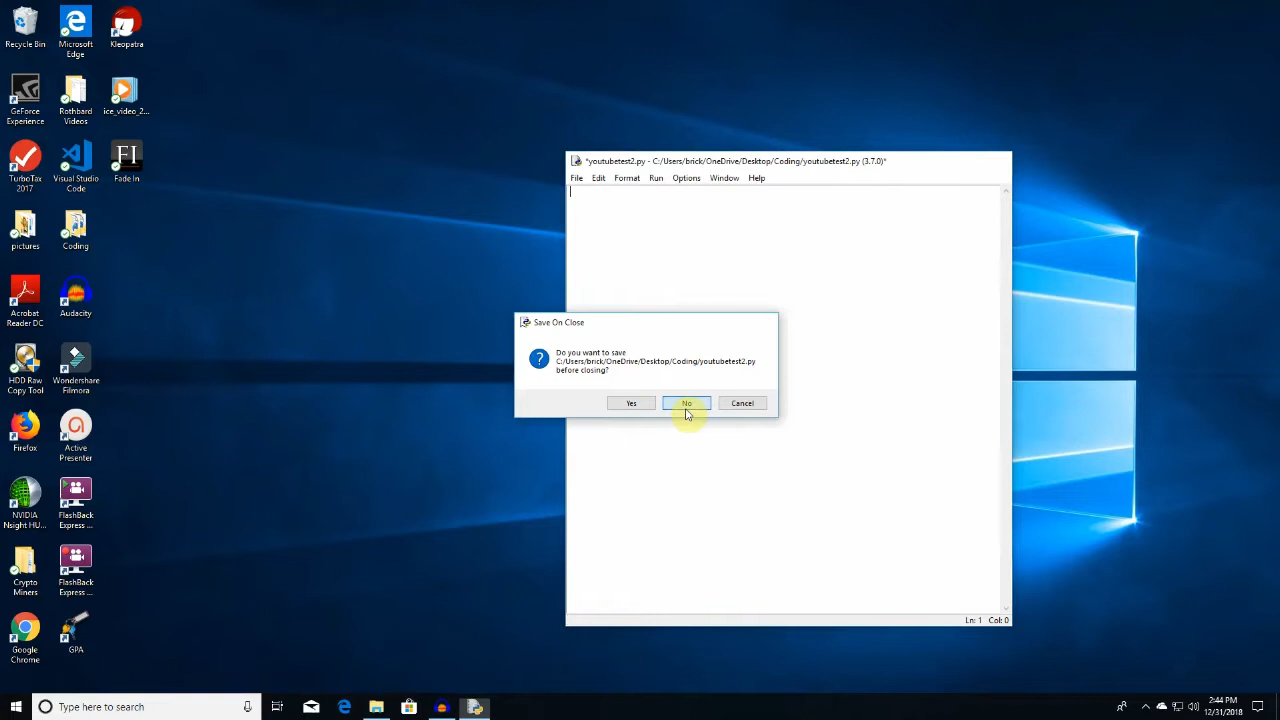 Recycle Bin
Microsoft
Edge
Kleopatra
GeForce
Experience
Rothbard
Videos
ice_video_2...
TurboTax
2017
Visual Studio
Code
FI
Fade In
pictures
Coding
Acrobat
Reader DC
Audacity
HDD Raw
Copy Tool
Wondershare
Filmora
Firefox
Active
Presenter
NVIDIA
Nsight HU...
FlashBack
Express ...
Crypto
Miners
FlashBack
Express ...
Google
Chrome
GPA
*youtubetest2.py - C:/Users/brick/OneDrive/Desktop/Coding/youtubetest2.py (3.7.0)*
File Edit Format Run Options Window Help
Save On Close
Do you want to save
C:/Users/brick/OneDrive/Desktop/Coding/youtubetest2.py
before closing?
Yes No Cancel
Ln: 1 Col: 0
Type here to search
2:44 PM
12/31/2018